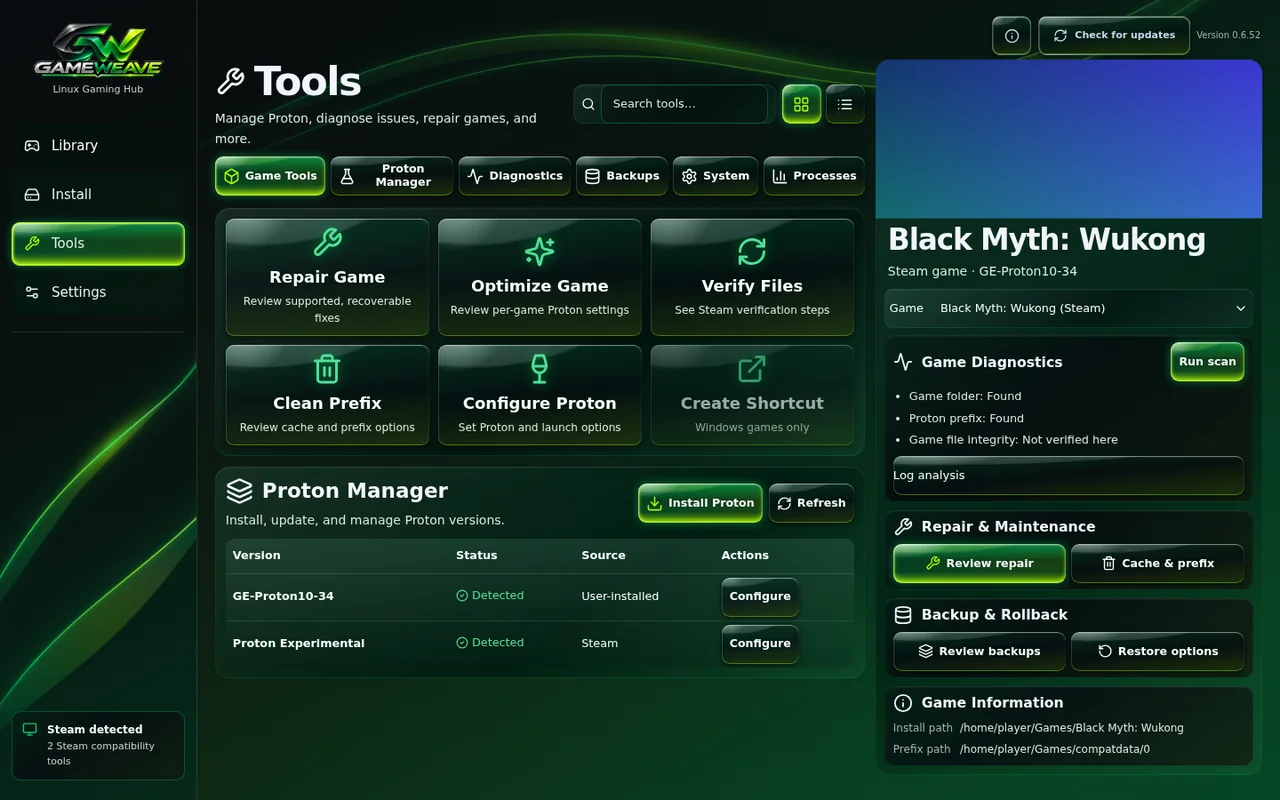 GAMEWEAVE
Linux Gaming Hub
Library
Install
Tools
Settings
Steam detected
2 Steam compatibility
tools
Check for updates
Version 0.6.52
Tools
Manage Proton, diagnose issues, repair games, and
more.
Search tools...
Game Tools
Proton
Manager
Diagnostics
Backups
System
Processes
Repair Game
Review supported, recoverable
fixes
Optimize Game
Review per-game Proton settings
Verify Files
See Steam verification steps
Clean Prefix
Review cache and prefix options
Configure Proton
Set Proton and launch options
Create Shortcut
Windows games only
Proton Manager
Install, update, and manage Proton versions.
Install Proton
Refresh
Version Status Source Actions
GE-Proton10-34 Detected User-installed Configure
Proton Experimental Detected Steam Configure
Black Myth: Wukong
Steam game · GE-Proton10-34
Game Black Myth: Wukong (Steam)
Game Diagnostics
Run scan
• Game folder: Found
• Proton prefix: Found
• Game file integrity: Not verified here
Log analysis
Repair & Maintenance
Review repair
Cache & prefix
Backup & Rollback
Review backups
Restore options
Game Information
Install path /home/player/Games/Black Myth: Wukong
Prefix path /home/player/Games/compatdata/0